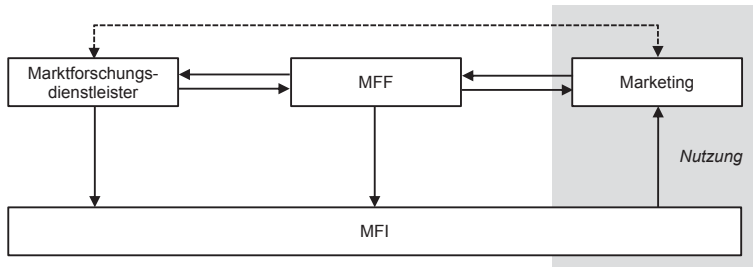 Marktforschungs-
dienstleister
MFF
Marketing
Nutzung
MFI